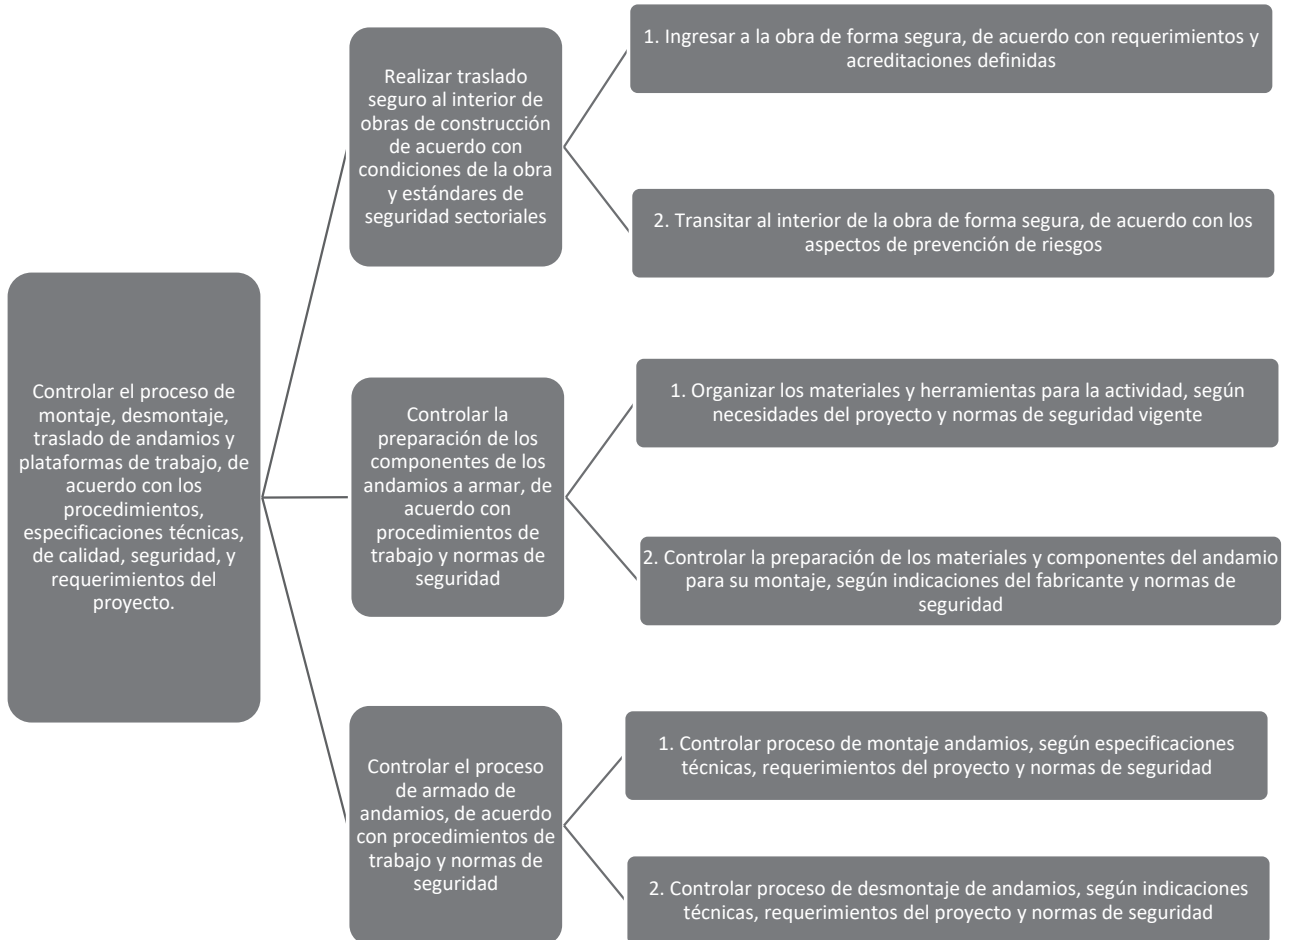 Controlar el proceso de
montaje, desmontaje,
traslado de andamios y
plataformas de trabajo, de
acuerdo con los
procedimientos,
especificaciones técnicas,
de calidad, seguridad, y
requerimientos del
proyecto.
Realizar traslado
seguro al interior de
obras de construcción
de acuerdo con
condiciones de la obra
y estándares de
seguridad sectoriales
1. Ingresar a la obra de forma segura, de acuerdo con requerimientos y
acreditaciones definidas
2. Transitar al interior de la obra de forma segura, de acuerdo con los
aspectos de prevención de riesgos
Controlar la
preparación de los
componentes de los
andamios a armar, de
acuerdo con
procedimientos de
trabajo y normas de
seguridad
1. Organizar los materiales y herramientas para la actividad, según
necesidades del proyecto y normas de seguridad vigente
2. Controlar la preparación de los materiales y componentes del andamio
para su montaje, según indicaciones del fabricante y normas de
seguridad
Controlar el proceso
de armado de
andamios, de acuerdo
con procedimientos de
trabajo y normas de
seguridad
1. Controlar proceso de montaje andamios, según especificaciones
técnicas, requerimientos del proyecto y normas de seguridad
2. Controlar proceso de desmontaje de andamios, según indicaciones
técnicas, requerimientos del proyecto y normas de seguridad